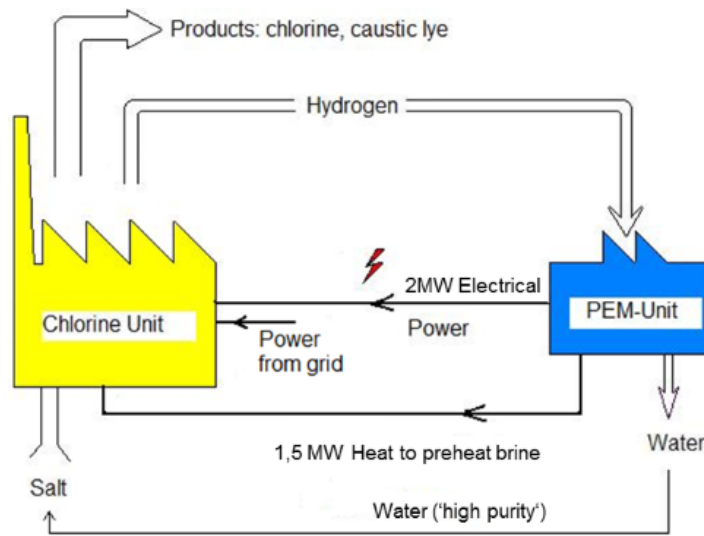 Products: chlorine, caustic lye
Hydrogen
2MW Electrical
Chlorine Unit
Power
from grid
Power
PEM-Unit
1,5 MW Heat to preheat brine
Water
Salt
Water (‘high purity‘)